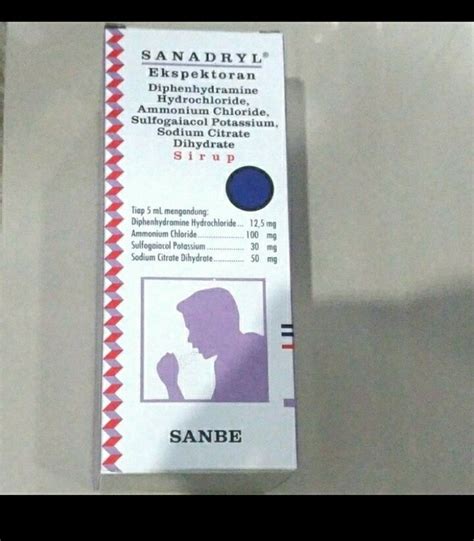 SANADRYL®
Ekspektoran
Diphenhydramine
Hydrochloride,
Ammonium Chloride,
Sulfogaiacol Potassium,
Sodium Citrate
Dihydrate
Sirup
Tiap 5 mL mengandung:
Diphenhydramine Hydrochloride.... 12,5 mg
Ammonium Chloride...................... 100 mg
Sulfogaiacol Potassium................... 30 mg
Sodium Citrate Dihydrate............... 50 mg
SANBE